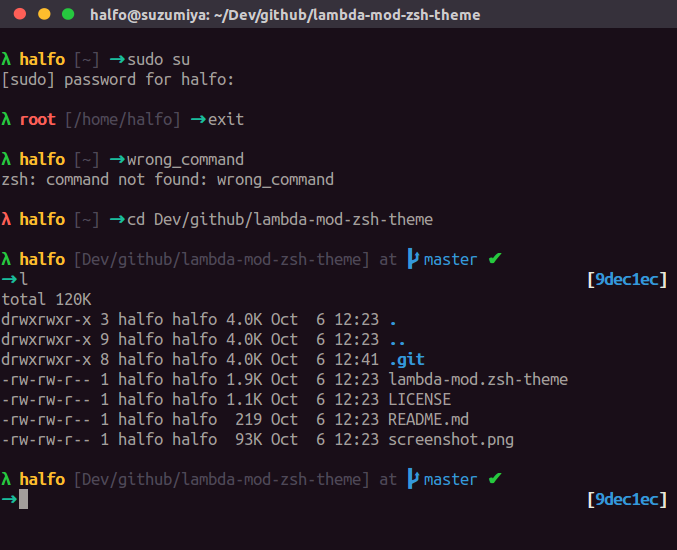 halfo@suzumiya: ~/Dev/github/lambda-mod-zsh-theme
λ halfo [~] →sudo su
[sudo] password for halfo:
λ root [/home/halfo] →exit
λ halfo [~] →wrong_command
zsh: command not found: wrong_command
λ halfo [~] →cd Dev/github/lambda-mod-zsh-theme
λ halfo [Dev/github/lambda-mod-zsh-theme] at master ✔
→l [9dec1ec]
total 120K
drwxrwxr-x 3 halfo halfo 4.0K Oct  6 12:23 .
drwxrwxr-x 9 halfo halfo 4.0K Oct  6 12:23 ..
drwxrwxr-x 8 halfo halfo 4.0K Oct  6 12:41 .git
-rw-rw-r-- 1 halfo halfo 1.9K Oct  6 12:23 lambda-mod.zsh-theme
-rw-rw-r-- 1 halfo halfo 1.1K Oct  6 12:23 LICENSE
-rw-rw-r-- 1 halfo halfo  219 Oct  6 12:23 README.md
-rw-rw-r-- 1 halfo halfo  93K Oct  6 12:23 screenshot.png
λ halfo [Dev/github/lambda-mod-zsh-theme] at master ✔
→ [9dec1ec]